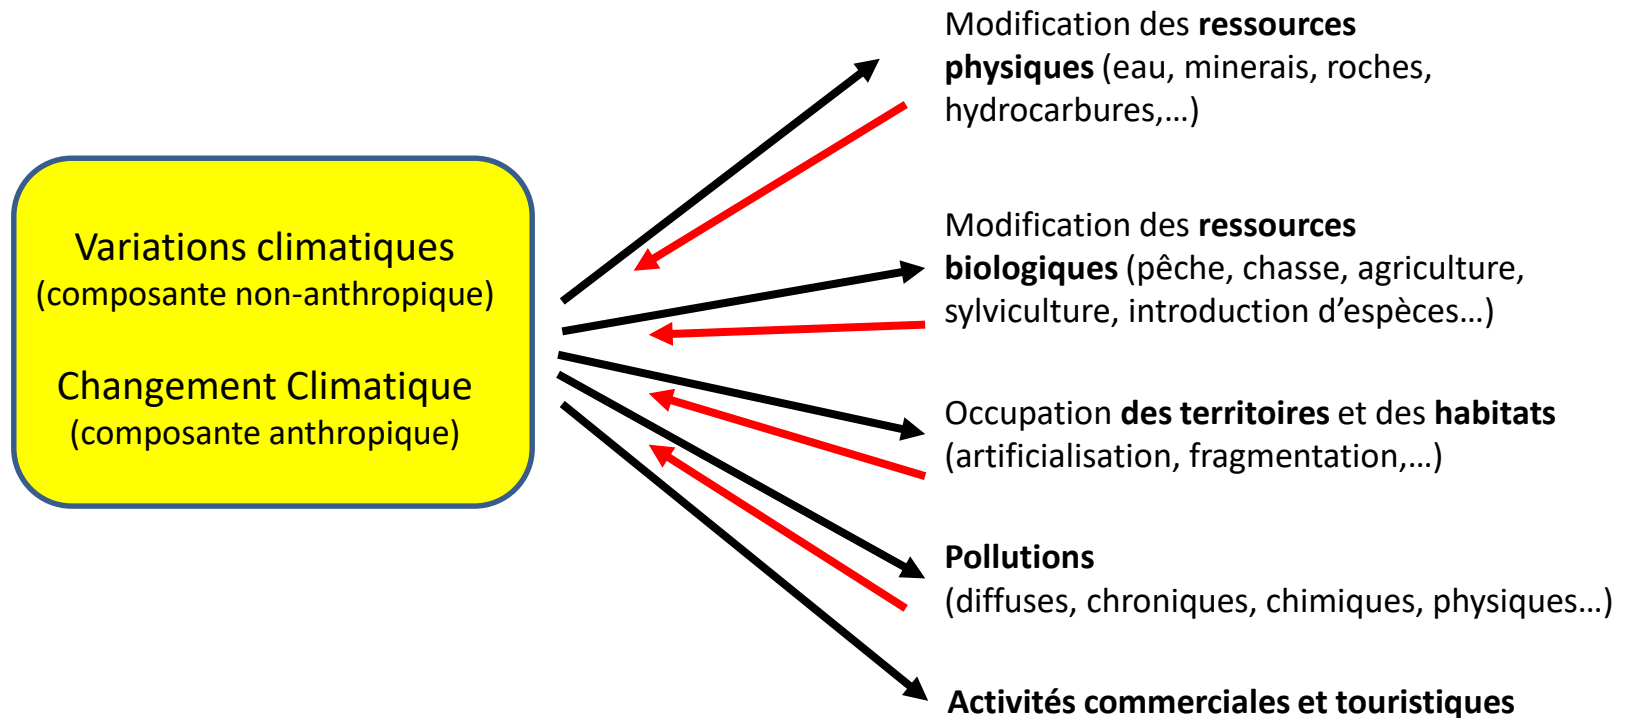 Modification des ressources
physiques (eau, minerais, roches,
hydrocarbures,…)
Variations climatiques
(composante non-anthropique)
Changement Climatique
(composante anthropique)
Modification des ressources
biologiques (pêche, chasse, agriculture,
sylviculture, introduction d’espèces…)
Occupation des territoires et des habitats
(artificialisation, fragmentation,…)
Pollutions
(diffuses, chroniques, chimiques, physiques…)
Activités commerciales et touristiques